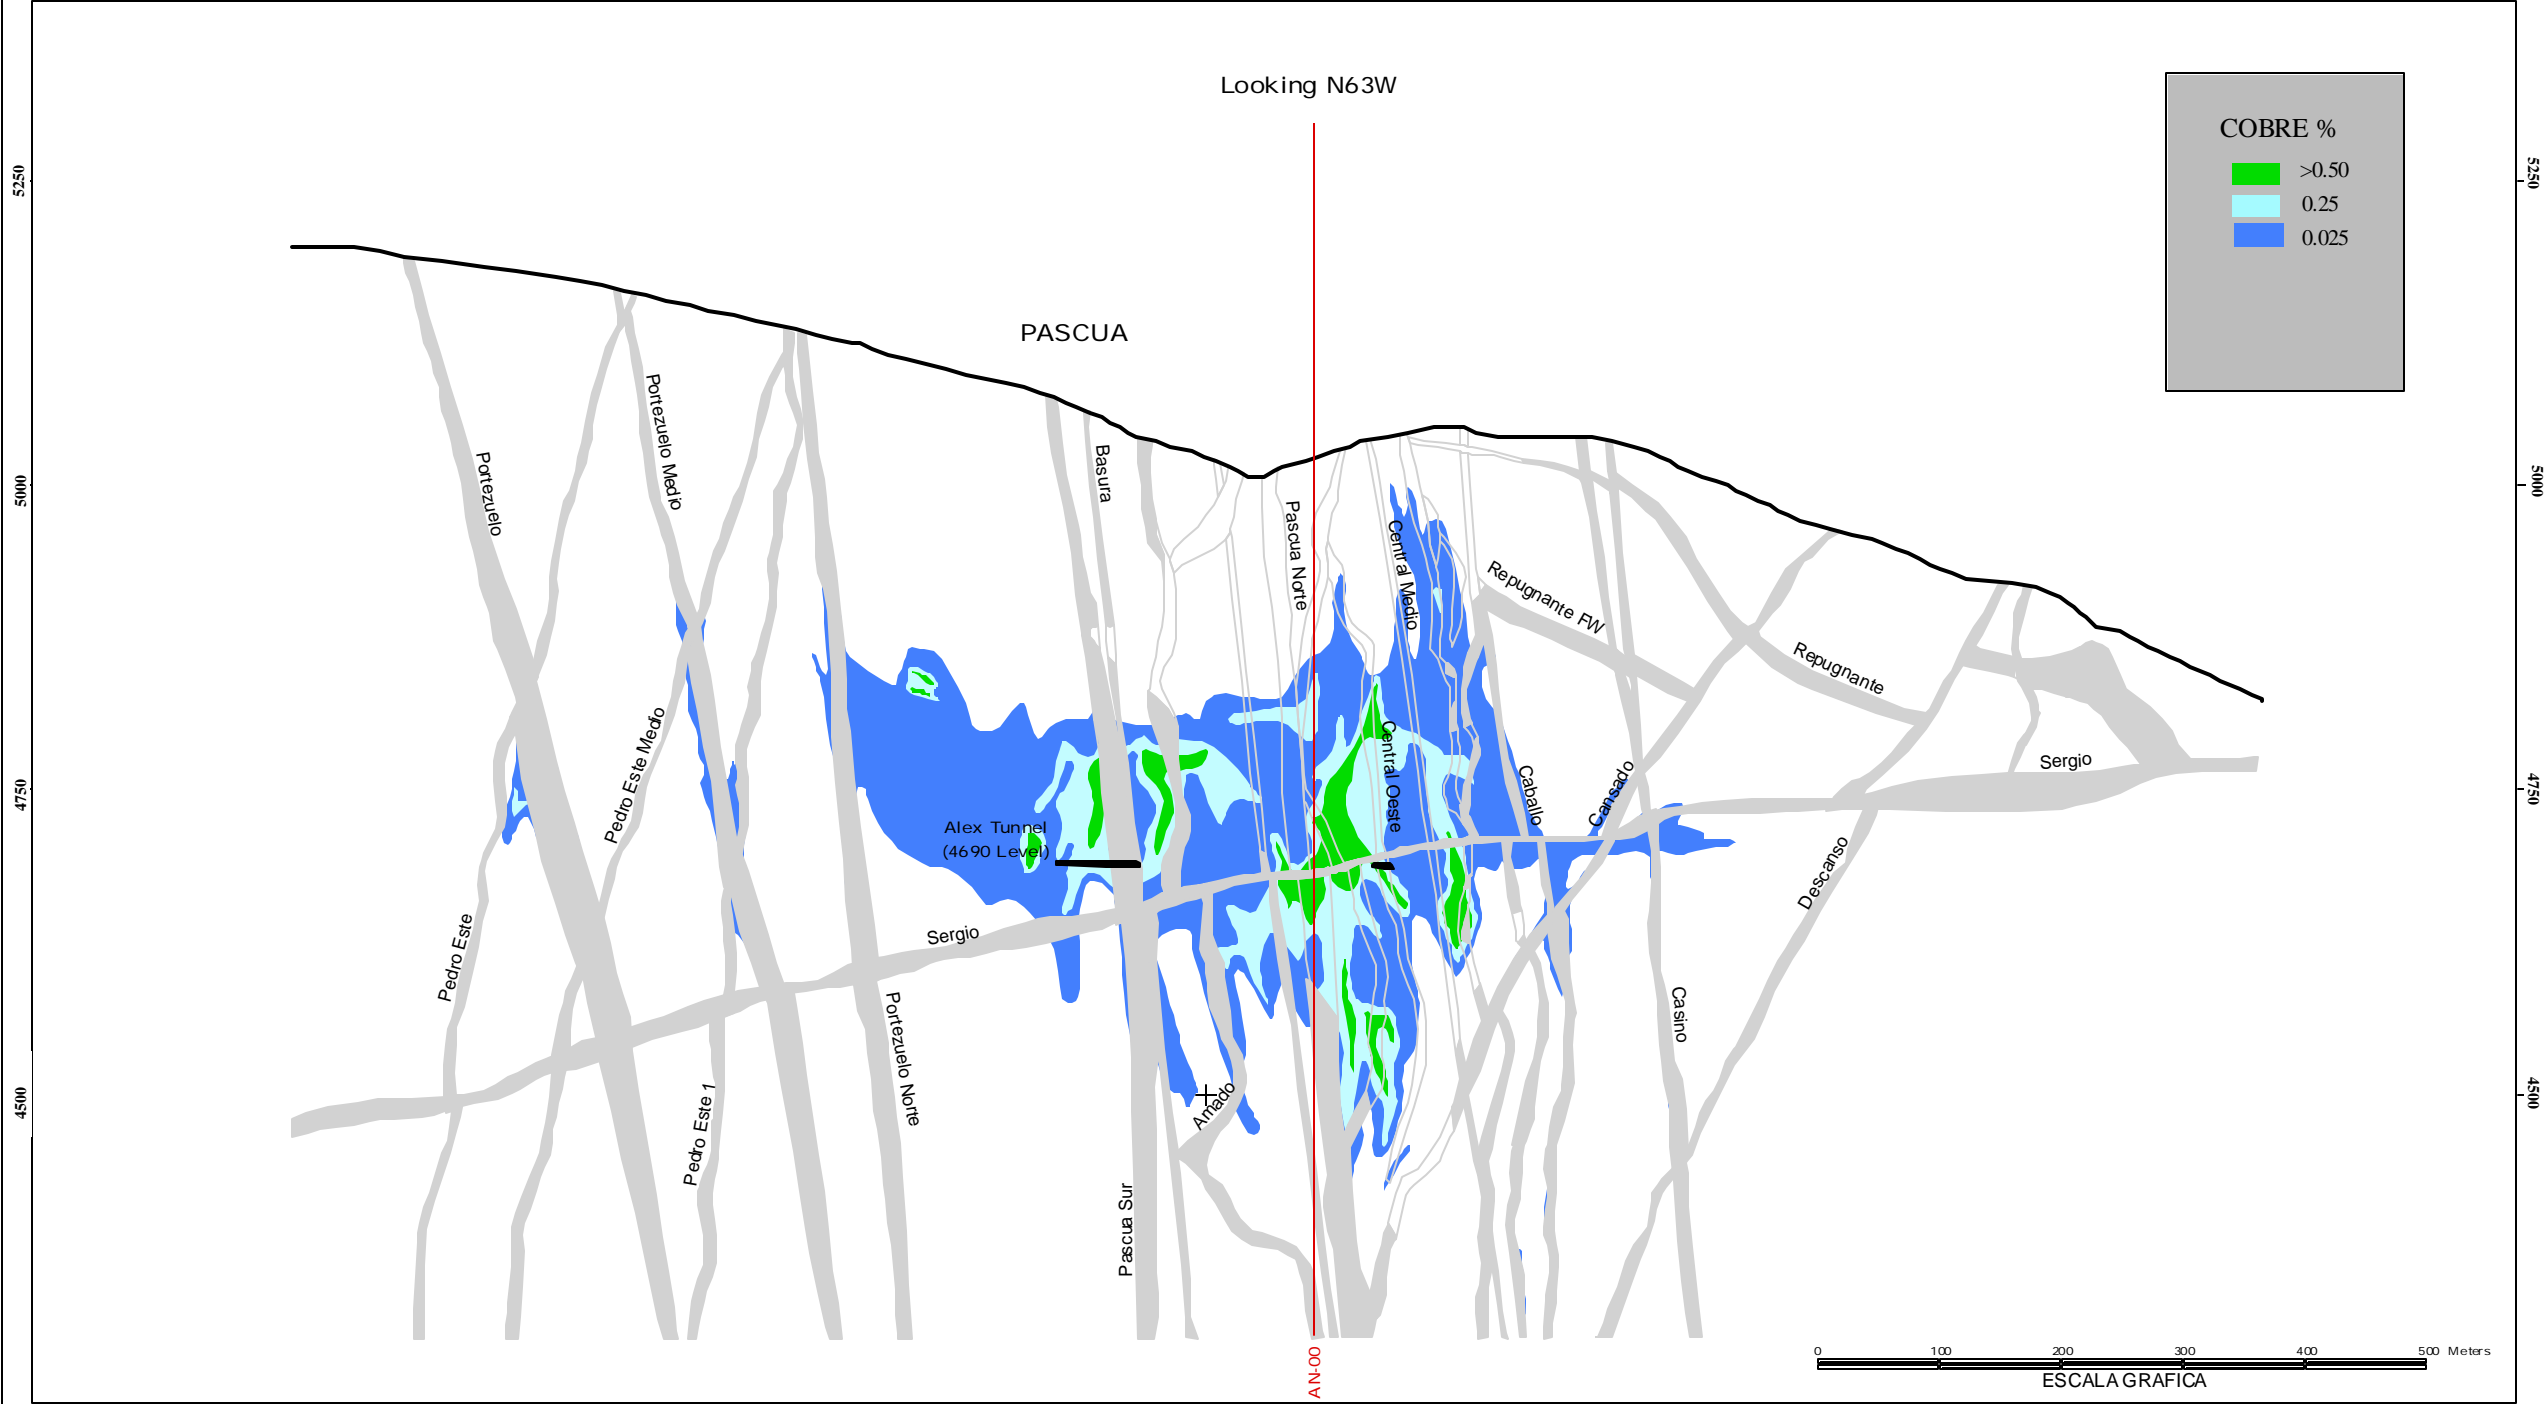 Looking N63W
COBRE %
>0.50
0.25
0.025
5250
5250
PASCUA
Portezuelo
Portezuelo Medio
Basura
Pascua Norte
Central Medio
5000
5000
Repugnante FW
Repugnante
Pedro Este Medio
Central Oeste
Caballo
Cansado
Sergio
4750
4750
Alex Tunnel
(4690 Level)
Descanso
Pedro Este
Sergio
Portezuelo Norte
Casino
4500
4500
Pedro Este 1
Amado
Pascua Sur
AN-00
0 100 200 300 400 500 Meters
ESCALA GRAFICA